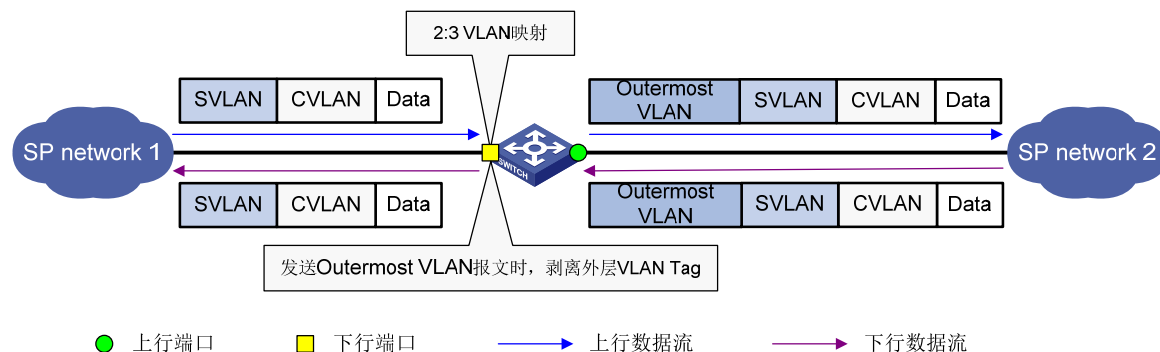 2:3 VLAN映射
SVLAN CVLAN Data
Outermost VLAN SVLAN CVLAN Data
SP network 1
SWITCH
SP network 2
SVLAN CVLAN Data
Outermost VLAN SVLAN CVLAN Data
发送Outermost VLAN报文时，剥离外层VLAN Tag
上行端口 下行端口 上行数据流 下行数据流